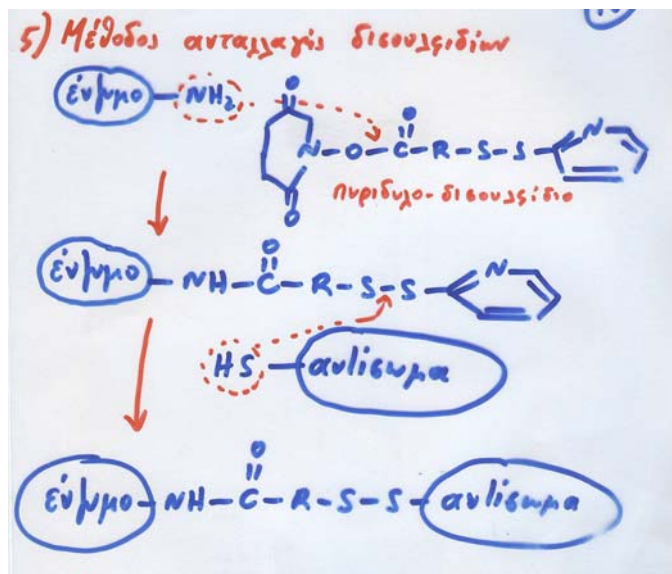 5) Μέθοδος ανταλλαγής δισουλφιδίων
ένζυμο - NH₂
O
N - O - C - R - S - S - N
O
O
πυριδυλο-δισουλφίδιο
ένζυμο - NH - C - R - S - S - N
O
HS - αντίσωμα
O
ένζυμο - NH - C - R - S - S - αντίσωμα